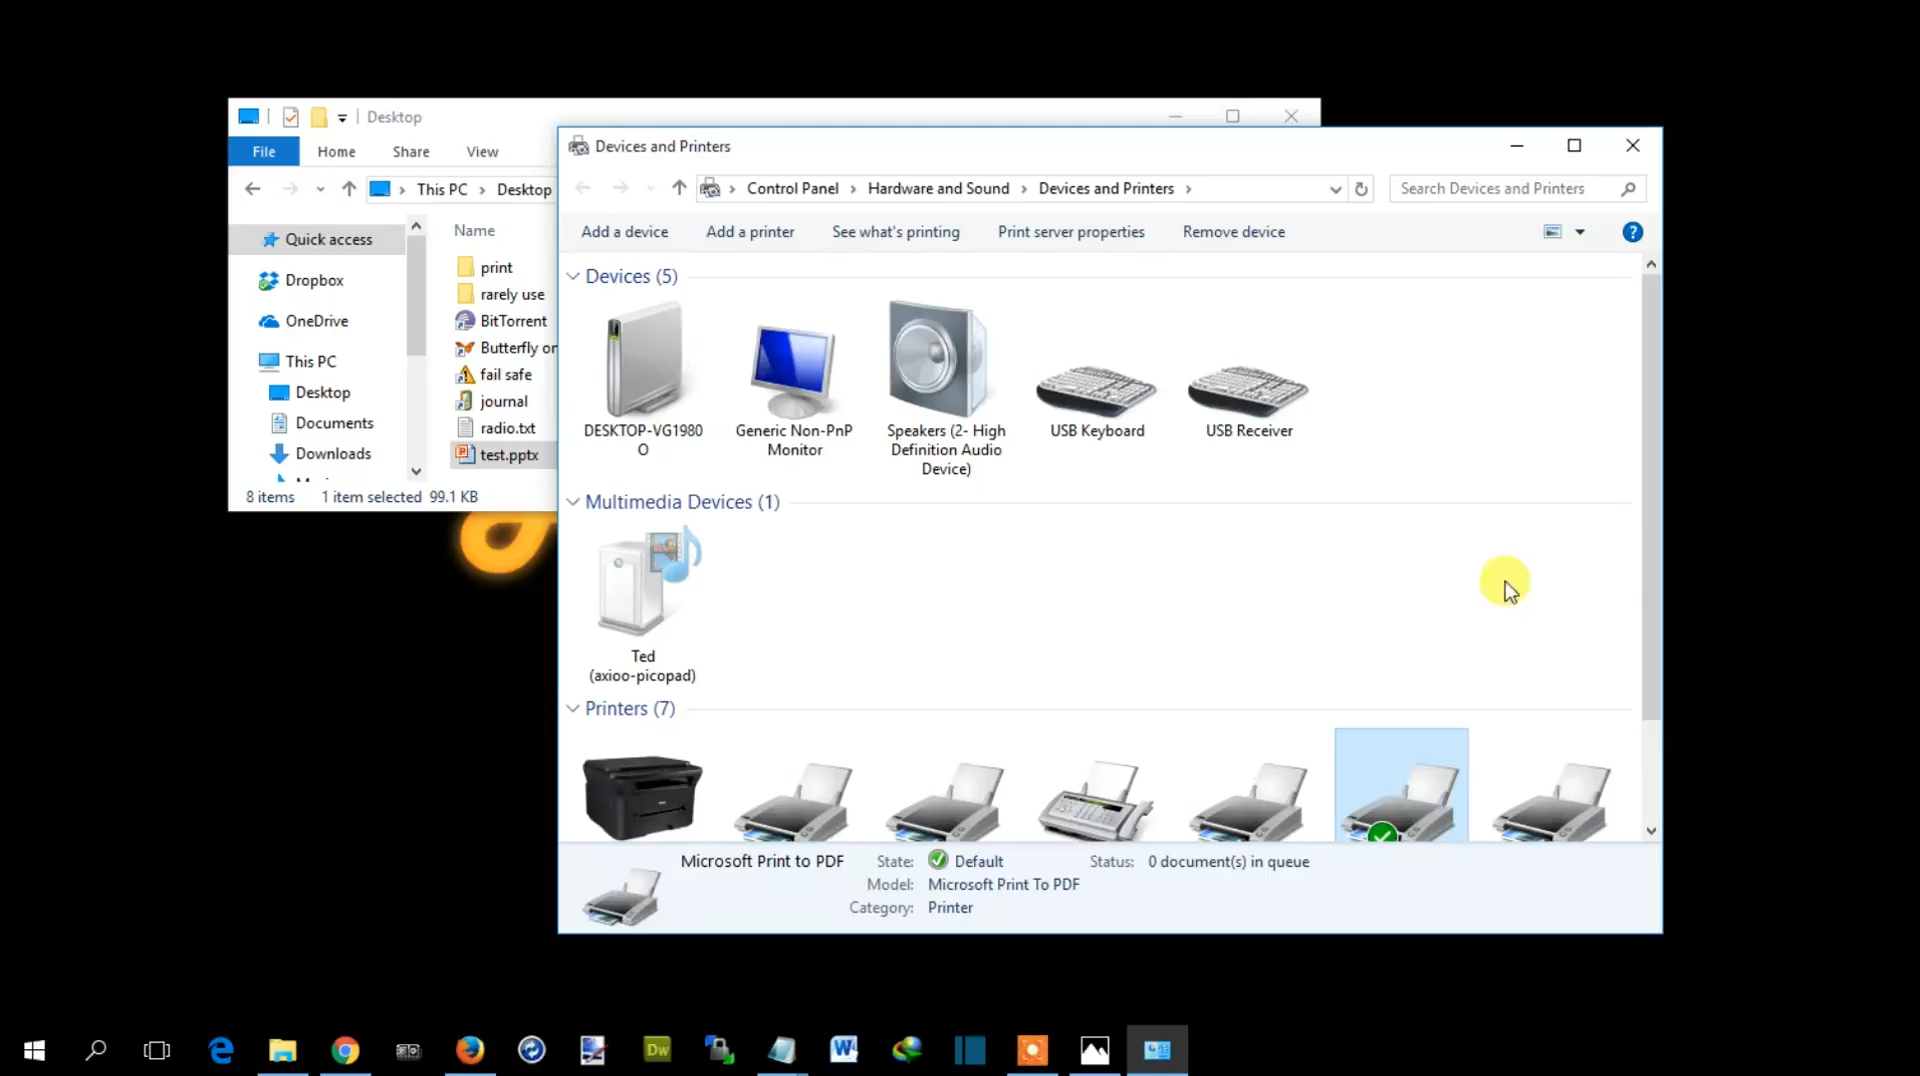 Desktop
File Home Share View
This PC Desktop
Quick access
Dropbox
OneDrive
This PC
Desktop
Documents
Downloads
Name
print
rarely use
BitTorrent
Butterfly on
fail safe
journal
radio.txt
test.pptx
8 items 1 item selected 99.1 KB
Devices and Printers
Control Panel Hardware and Sound Devices and Printers
Search Devices and Printers
Add a device Add a printer See what's printing Print server properties Remove device
?
Devices (5)
DESKTOP-VG1980
O
Generic Non-PnP
Monitor
Speakers (2- High
Definition Audio
Device)
USB Keyboard
USB Receiver
Multimedia Devices (1)
Ted
(axioo-picopad)
Printers (7)
Microsoft Print to PDF State: Default Status: 0 document(s) in queue
Model: Microsoft Print To PDF
Category: Printer
Dw
W